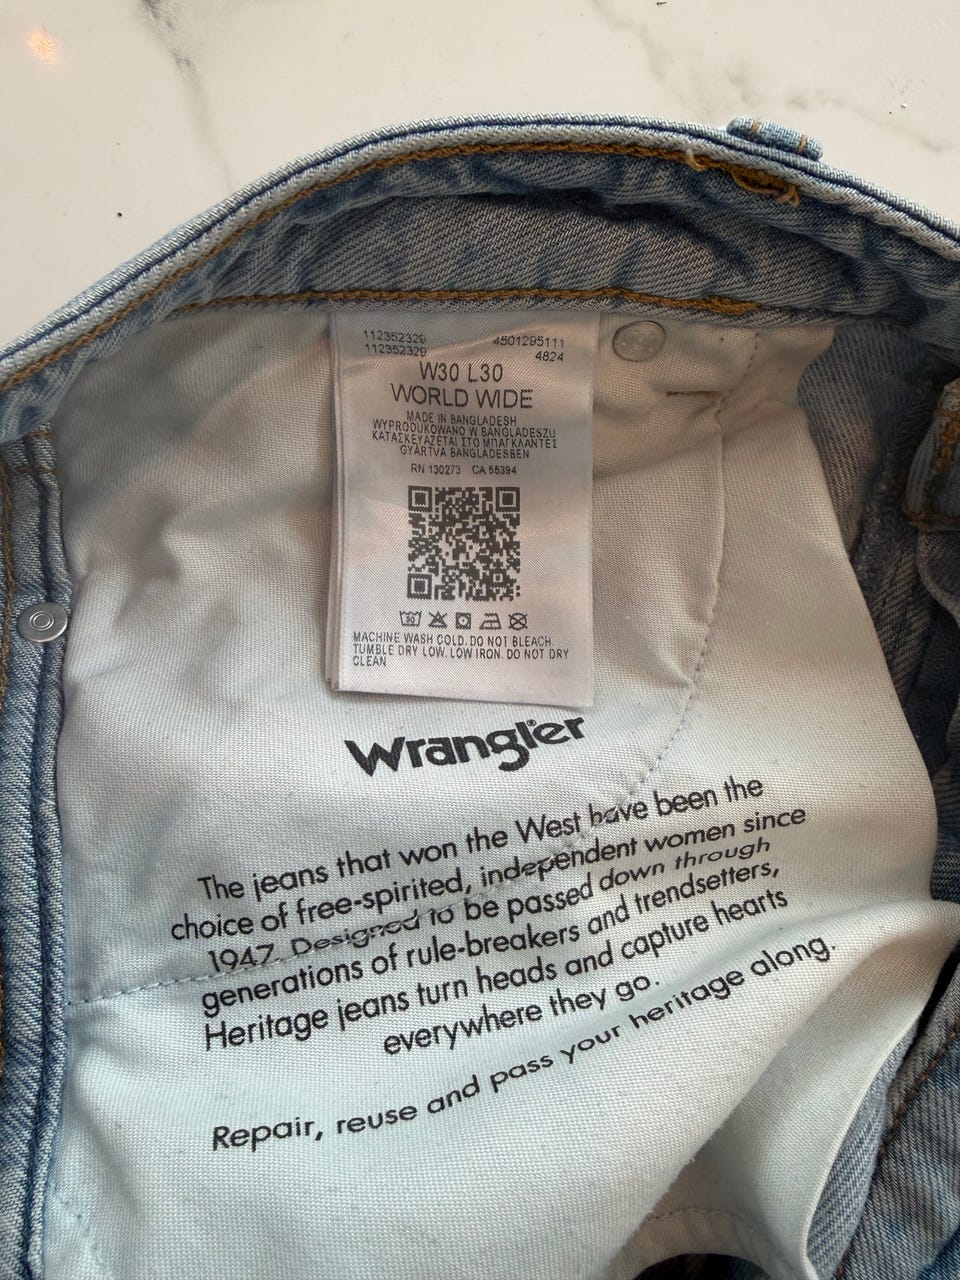 112352329 4501295111
112352329 4824
W30 L30
WORLD WIDE
MADE IN BANGLADESH
WYPRODUKOWANO W BANGLADESZU
ΚΑΤΑΣΚΕΥΑΖΕΤΑΙ ΣΤΟ ΜΠΑΓΚΛΑΝΤΕΣ
GYÁRTVA BANGLADESBEN
RN 130273 CA 55394
MACHINE WASH COLD. DO NOT BLEACH.
TUMBLE DRY LOW. LOW IRON. DO NOT DRY
CLEAN
Wrangler®
The jeans that won the West have been the
choice of free-spirited, independent women since
1947. Designed to be passed down through
generations of rule-breakers and trendsetters,
Heritage jeans turn heads and capture hearts
everywhere they go.
Repair, reuse and pass your heritage along.